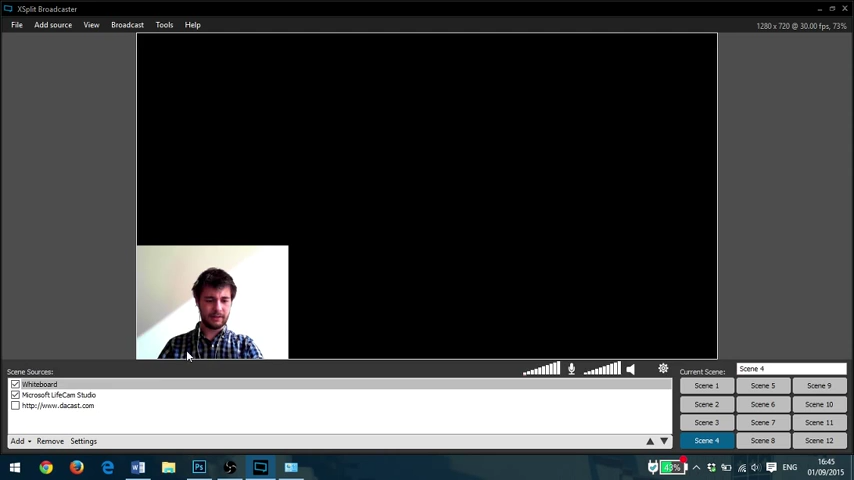 XSplit Broadcaster
File Add source View Broadcast Tools Help
1280 x 720 @ 30.00 fps, 73%
Scene Sources:
Whiteboard
Microsoft LifeCam Studio
http://www.dacast.com
Add Remove Settings
Current Scene: Scene 4
Scene 1 Scene 5 Scene 9
Scene 2 Scene 6 Scene 10
Scene 3 Scene 7 Scene 11
Scene 4 Scene 8 Scene 12
43% ENG
16:45
01/09/2015